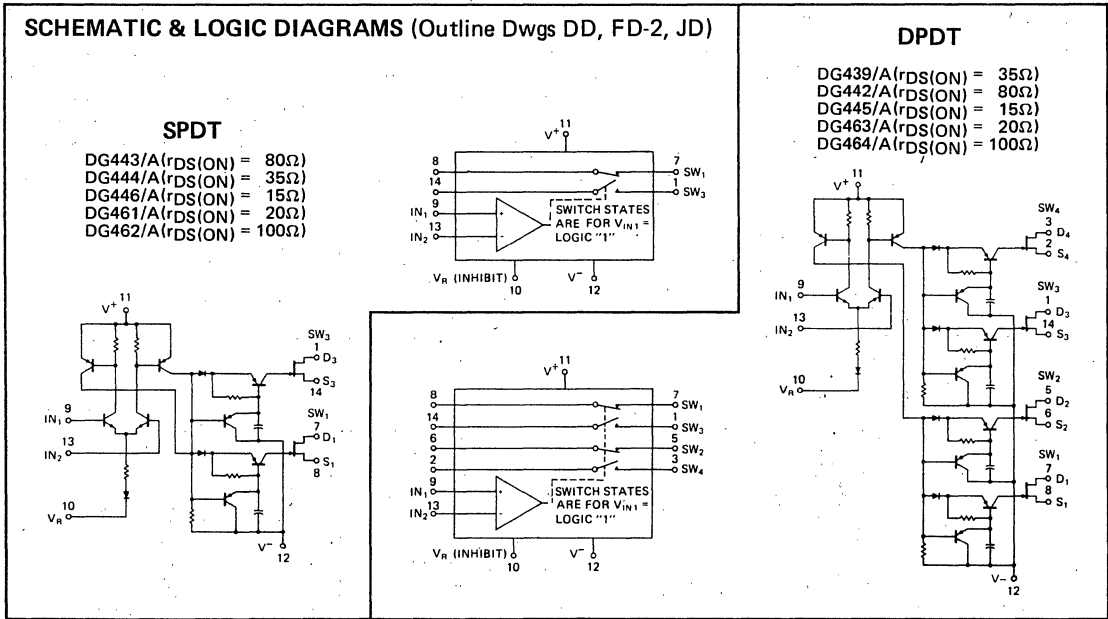 SCHEMATIC & LOGIC DIAGRAMS (Outline Dwgs DD, FD-2, JD)
SPDT
DG443/A(rDS(ON) = 80Ω)
DG444/A(rDS(ON) = 35Ω)
DG446/A(rDS(ON) = 15Ω)
DG461/A(rDS(ON) = 20Ω)
DG462/A(rDS(ON) = 100Ω)
V+ 11
SW3
1
D3
S3
14
SW1
7
D1
S1
8
9
IN1
13
IN2
10
VR
V−
12
11
V+
8
7
SW1
14
1
SW3
9
IN1
13
IN2
+
−
SWITCH STATES
ARE FOR VIN1 =
LOGIC "1"
VR (INHIBIT)
10
V−
12
11
V+
8
7
SW1
14
1
SW3
6
5
SW2
2
3
SW4
9
IN1
13
IN2
+
−
SWITCH STATES
ARE FOR VIN1 =
LOGIC "1"
VR (INHIBIT)
10
V−
12
DPDT
DG439/A(rDS(ON) = 35Ω)
DG442/A(rDS(ON) = 80Ω)
DG445/A(rDS(ON) = 15Ω)
DG463/A(rDS(ON) = 20Ω)
DG464/A(rDS(ON) = 100Ω)
11
V+
SW4
3
D4
2
S4
SW3
1
D3
14
S3
SW2
5
D2
6
S2
SW1
7
D1
8
S1
9
IN1
13
IN2
10
VR
V−
12